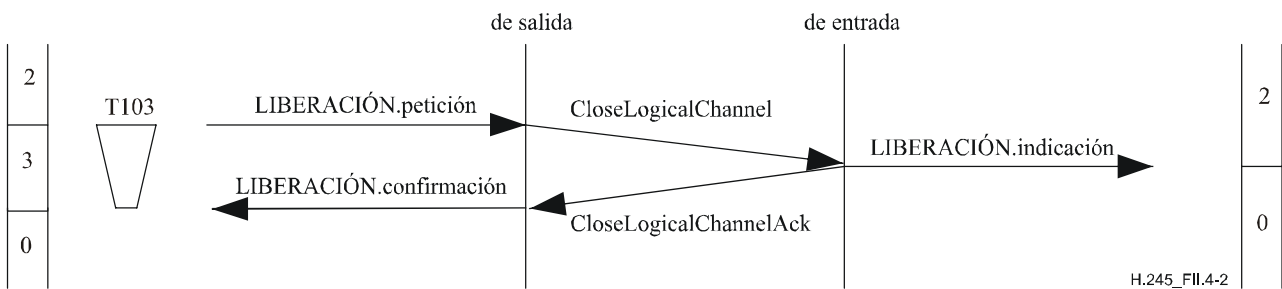 de salida
de entrada
2
T103
LIBERACIÓN.petición
CloseLogicalChannel
2
3
LIBERACIÓN.indicación
LIBERACIÓN.confirmación
CloseLogicalChannelAck
0
0
H.245_FII.4-2